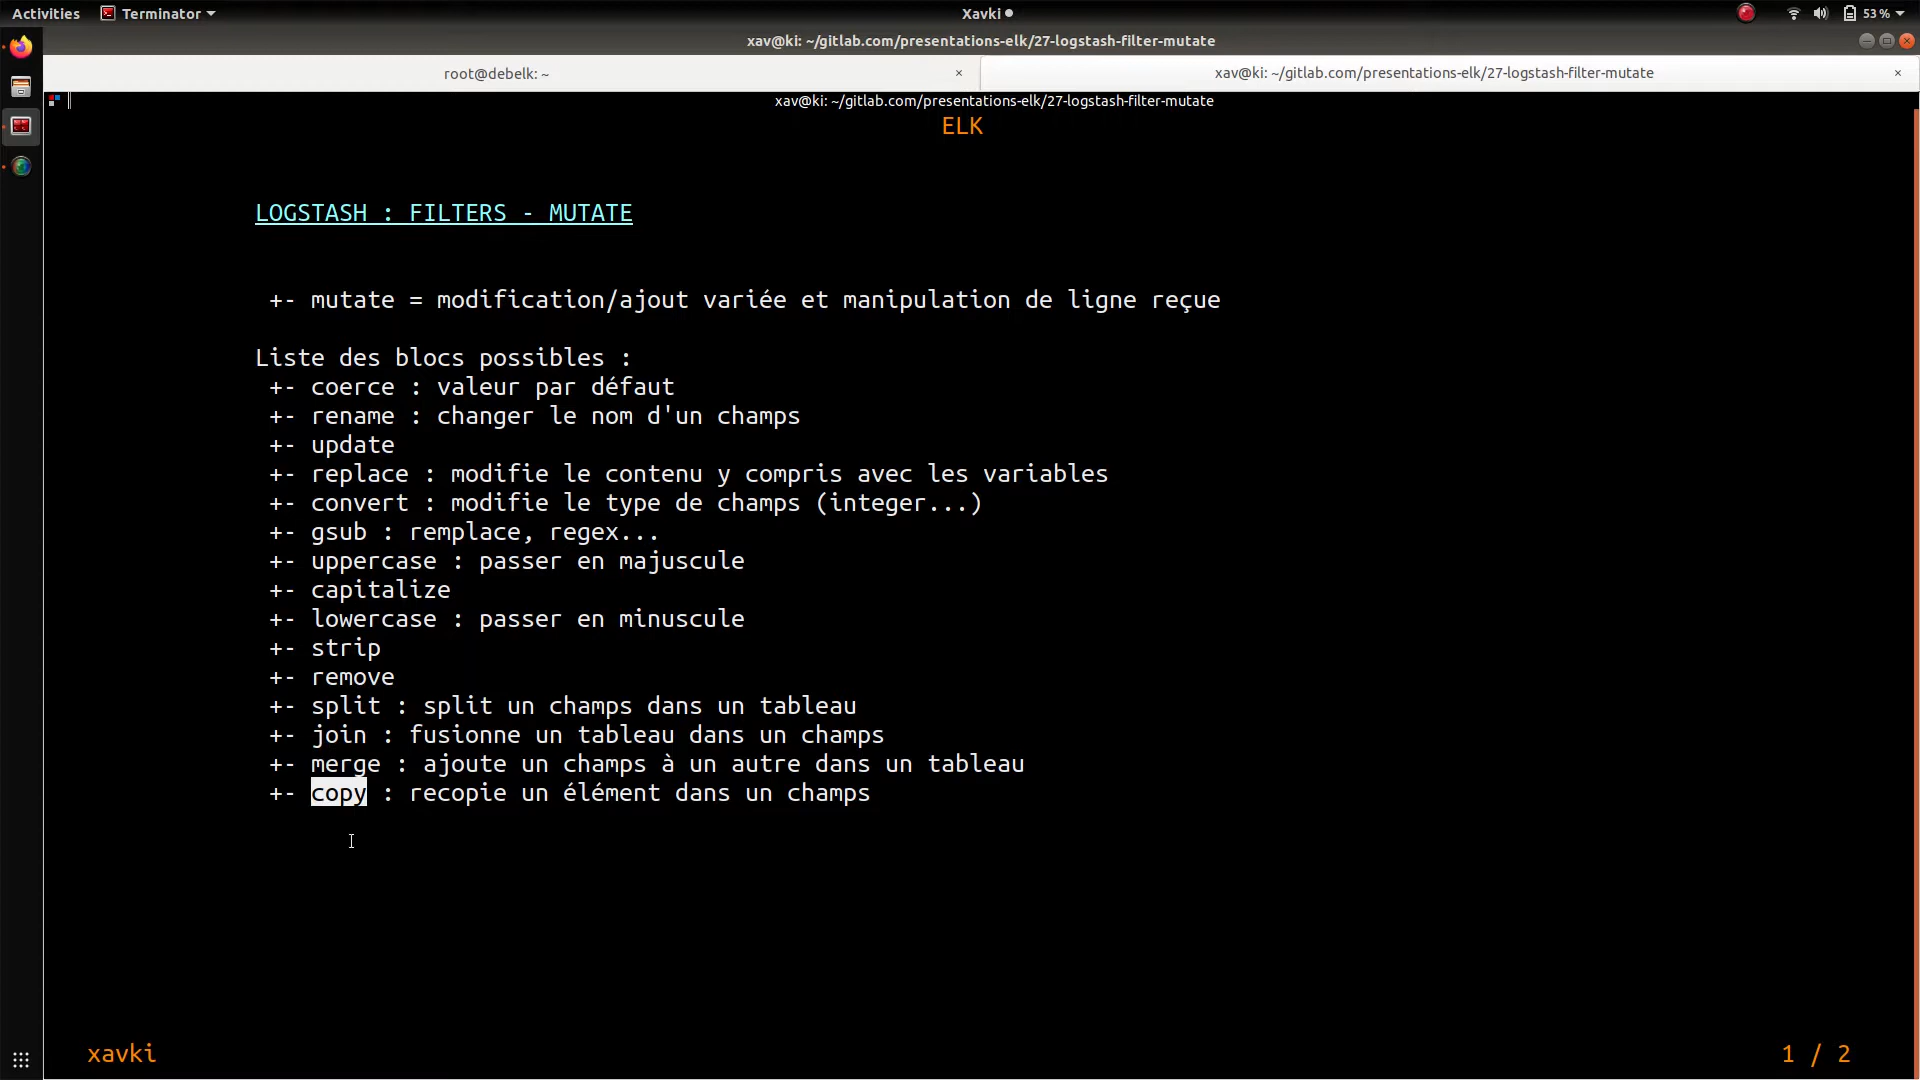 Activities Terminator Xavki 53 %
xav@ki: ~/gitlab.com/presentations-elk/27-logstash-filter-mutate
root@debelk: ~ × xav@ki: ~/gitlab.com/presentations-elk/27-logstash-filter-mutate ×
xav@ki: ~/gitlab.com/presentations-elk/27-logstash-filter-mutate
ELK
LOGSTASH : FILTERS - MUTATE
+- mutate = modification/ajout variée et manipulation de ligne reçue
Liste des blocs possibles :
+- coerce : valeur par défaut
+- rename : changer le nom d'un champs
+- update
+- replace : modifie le contenu y compris avec les variables
+- convert : modifie le type de champs (integer...)
+- gsub : remplace, regex...
+- uppercase : passer en majuscule
+- capitalize
+- lowercase : passer en minuscule
+- strip
+- remove
+- split : split un champs dans un tableau
+- join : fusionne un tableau dans un champs
+- merge : ajoute un champs à un autre dans un tableau
+- copy : recopie un élément dans un champs
xavki 1 / 2